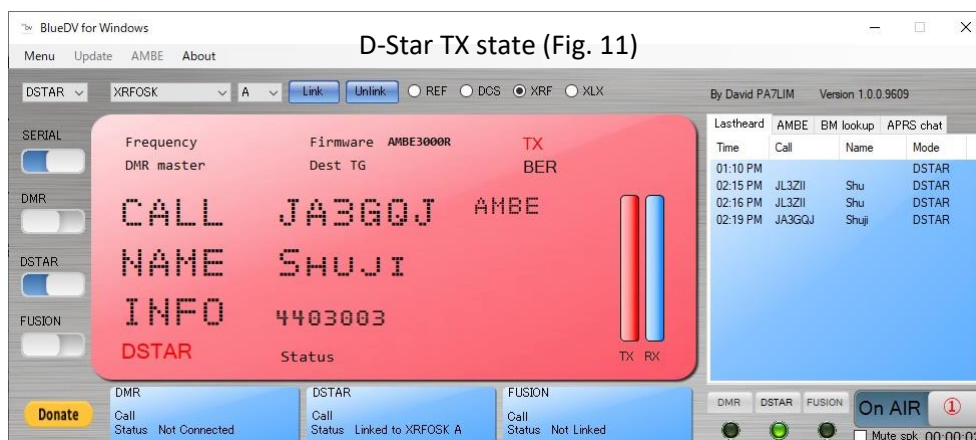 BlueDV for Windows
D-Star TX state (Fig. 11)
Menu Update AMBE About
DSTAR XRFOSK A Link Unlink REF DCS XRF XLX
By David PA7LIM Version 1.0.0.9609
SERIAL
DMR
DSTAR
FUSION
Donate
Frequency Firmware AMBE3000R TX
DMR master Dest TG BER
CALL JA3GQJ AMBE
NAME SHUJI
INFO 4403003
DSTAR Status TX RX
Lastheard AMBE BM lookup APRS chat
Time Call Name Mode
01:10 PM DSTAR
02:15 PM JL3ZII Shu DSTAR
02:16 PM JL3ZII Shu DSTAR
02:19 PM JA3GQJ Shuji DSTAR
DMR
Call
Status Not Connected
DSTAR
Call
Status Linked to XRFOSK A
FUSION
Call
Status Not Linked
DMR DSTAR FUSION On AIR ①
Mute spk